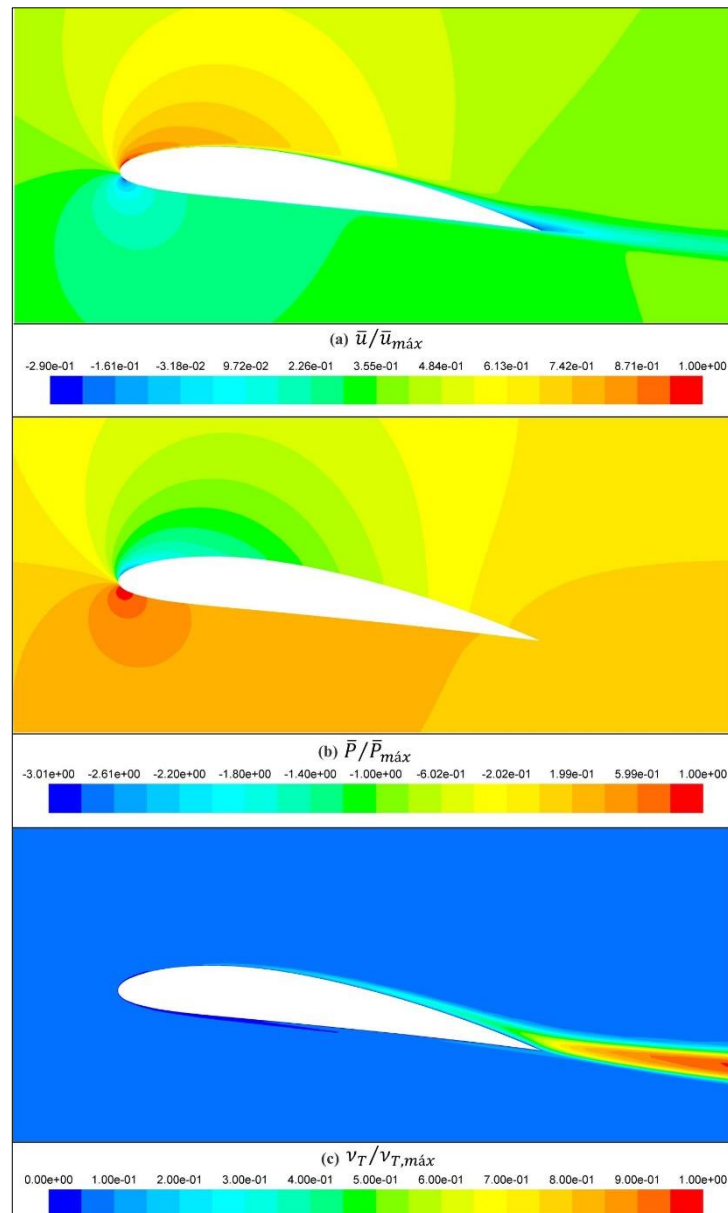 (a) ū/ūmáx
-2.90e-01 -1.61e-01 -3.18e-02 9.72e-02 2.26e-01 3.55e-01 4.84e-01 6.13e-01 7.42e-01 8.71e-01 1.00e+00
(b) P̄/P̄máx
-3.01e+00 -2.61e+00 -2.20e+00 -1.80e+00 -1.40e+00 -1.00e+00 -6.02e-01 -2.02e-01 1.99e-01 5.99e-01 1.00e+00
(c) νT/νT,máx
0.00e+00 1.00e-01 2.00e-01 3.00e-01 4.00e-01 5.00e-01 6.00e-01 7.00e-01 8.00e-01 9.00e-01 1.00e+00